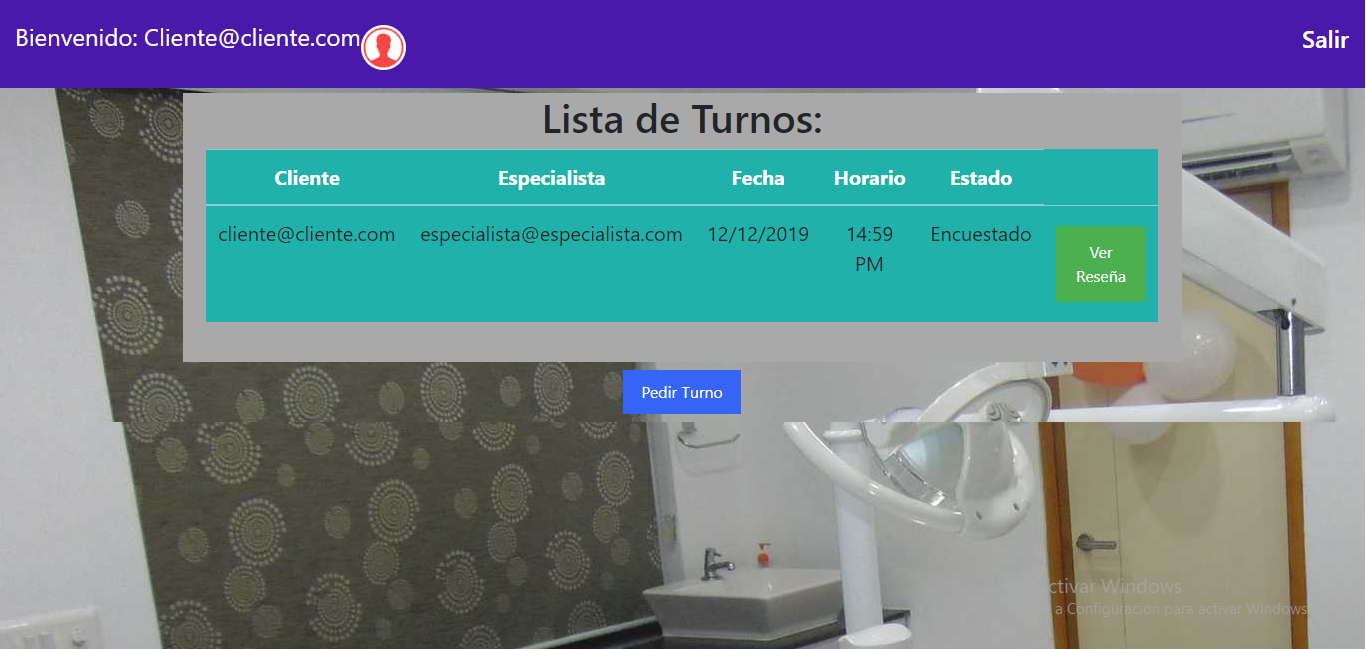 Bienvenido: Cliente@cliente.com
Salir
Lista de Turnos:
Cliente Especialista Fecha Horario Estado
cliente@cliente.com especialista@especialista.com 12/12/2019 14:59 Encuestado
PM
Ver
Reseña
Pedir Turno
ctivar Windows
a Configuración para activar Windows